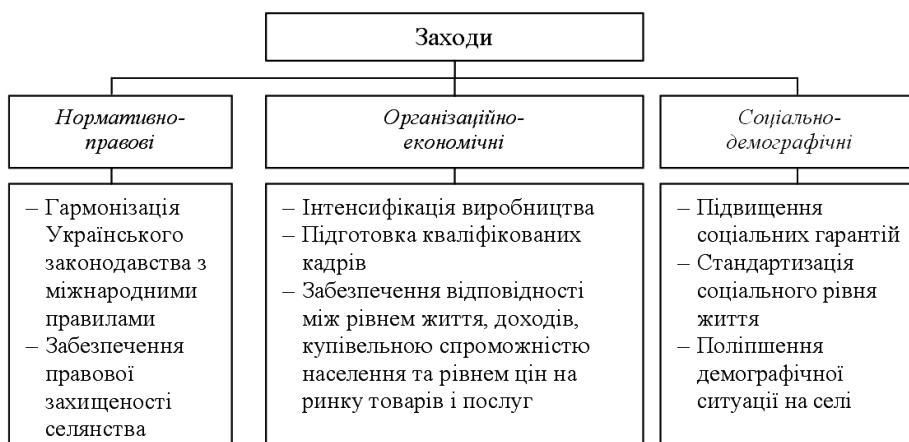 Заходи
Нормативно-
правові
– Гармонізація
Українського
законодавства з
міжнародними
правилами
– Забезпечення
правової
захищеності
селянства
Організаційно-
економічні
– Інтенсифікація виробництва
– Підготовка кваліфікованих
кадрів
– Забезпечення відповідності
між рівнем життя, доходів,
купівельною спроможністю
населення та рівнем цін на
ринку товарів і послуг
Соціально-
демографічні
– Підвищення
соціальних гарантій
– Стандартизація
соціального рівня
життя
– Поліпшення
демографічної
ситуації на селі